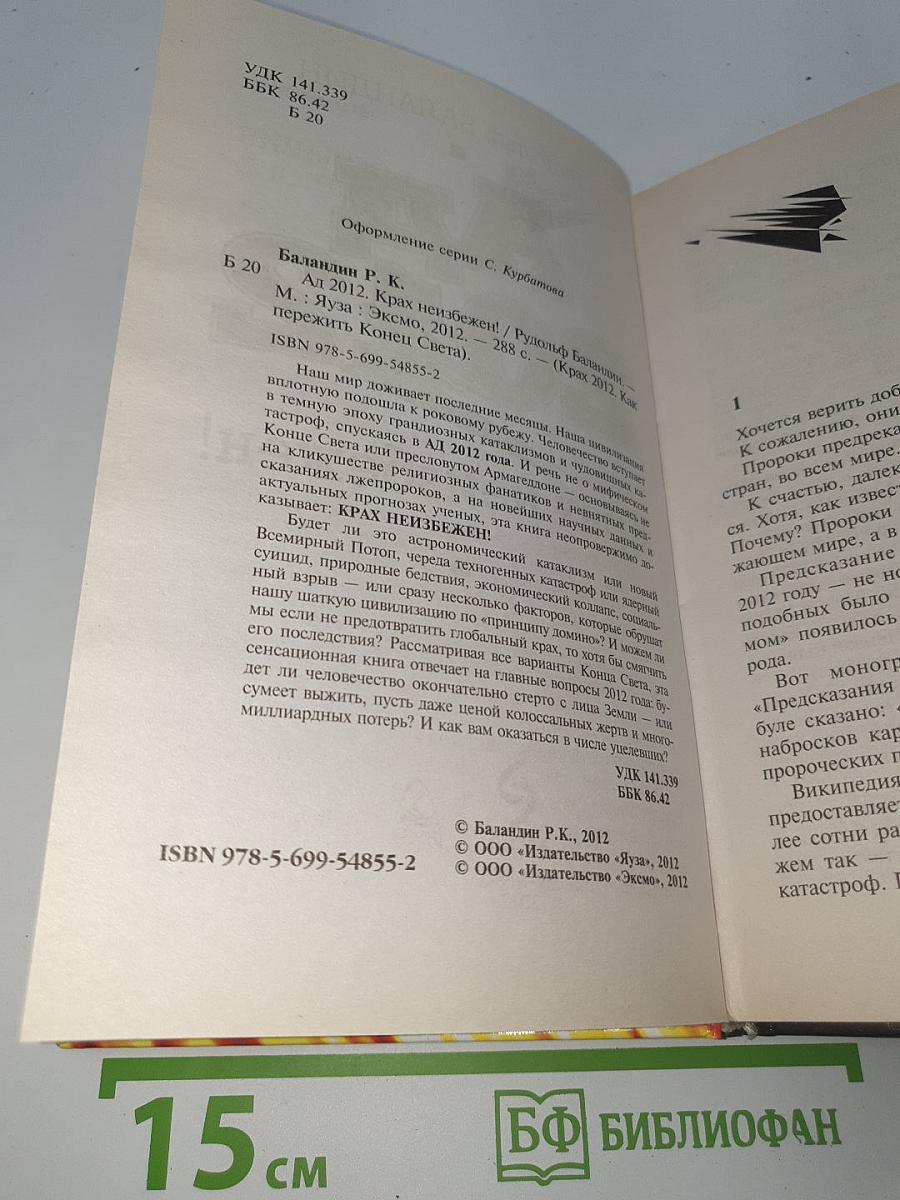 УДК 141.339
ББК 86.42
Б 20
Оформление серии С. Курбатова
Баландин Р. К.
Б 20 Ад 2012. Крах неизбежен! / Рудольф Баландин. —
М. : Яуза : Эксмо, 2012. — 288 с. — (Крах 2012. Как
пережить Конец Света).
ISBN 978-5-699-54855-2
Наш мир доживает последние месяцы. Наша цивилизация
вплотную подошла к роковому рубежу. Человечество вступает
в темную эпоху грандиозных катаклизмов и чудовищных ка-
тастроф, спускаясь в АД 2012 года. И речь не о мифическом
Конце Света или пресловутом Армагеддоне — основываясь не
на кликушестве религиозных фанатиков и невнятных пред-
сказаниях лжепророков, а на новейших научных данных и
актуальных прогнозах ученых, эта книга неопровержимо до-
казывает: КРАХ НЕИЗБЕЖЕН!
Будет ли это астрономический катаклизм или новый
Всемирный Потоп, череда техногенных катастроф или ядерный
суицид, природные бедствия, экономический коллапс, социаль-
ный взрыв — или сразу несколько факторов, которые обрушат
нашу шаткую цивилизацию по «принципу домино»? И можем ли
мы если не предотвратить глобальный крах, то хотя бы смягчить
его последствия? Рассматривая все варианты Конца Света, эта
сенсационная книга отвечает на главные вопросы 2012 года: бу-
дет ли человечество окончательно стерто с лица Земли — или
сумеет выжить, пусть даже ценой колоссальных жертв и много-
миллиардных потерь? И как вам оказаться в числе уцелевших?
УДК 141.339
ББК 86.42
© Баландин Р.К., 2012
© ООО «Издательство «Яуза», 2012
© ООО «Издательство «Эксмо», 2012
ISBN 978-5-699-54855-2
1
Хочется верить доб
К сожалению, они
Пророки предрека
стран, во всем мире.
К счастью, далек
ся. Хотя, как извест
Почему? Пророки
жающем мире, а в
Предсказание
2012 году — не но
подобных было
мом» появилось
рода.
Вот моногр
«Предсказания
буле сказано: «
набросков кар
пророческих п
Википедия
предоставляет
лее сотни ра
жем так —
катастроф. П
15 см
БФ БИБЛИОФАН